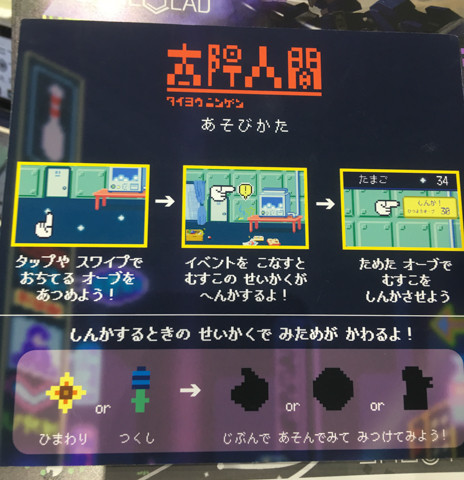 太陽人間
タイヨウ ニンゲン
あそびかた
タップや スワイプで
おちてる オーブを
あつめよう！
→
イベントを こなすと
むすこの せいかくが
へんかするよ！
→
たまご 34
しんか！
30
ためた オーブで
むすこを
しんかさせよう
しんかするときの せいかくで みためが かわるよ！
or → or or
ひまわり つくし じぶんで あそんでみて みつけてみよう！